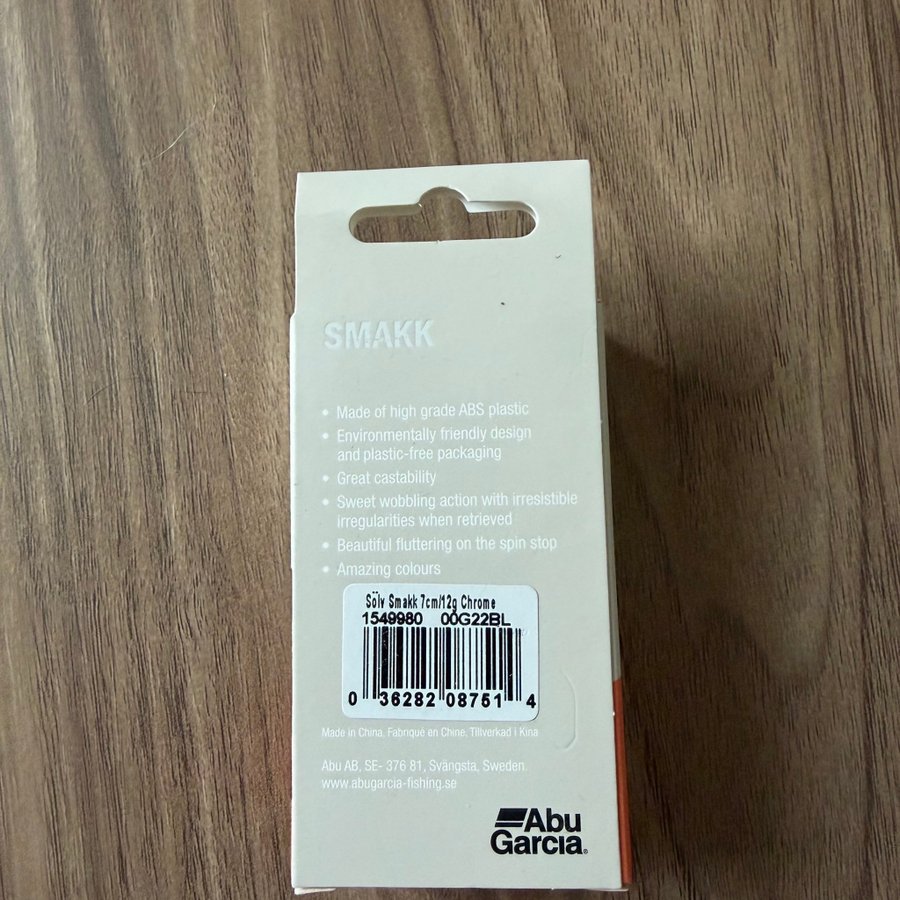 SMAKK
• Made of high grade ABS plastic
• Environmentally friendly design
and plastic-free packaging
• Great castability
• Sweet wobbling action with irresistible
irregularities when retrieved
• Beautiful fluttering on the spin stop
• Amazing colours
Sölv Smakk 7cm/12g Chrome
1549980 00G22BL
0 36282 08751 4
Made in China, Fabriqué en Chine, Tillverkad i Kina
Abu AB, SE- 376 81, Svängsta, Sweden.
www.abugarcia-fishing.se
Abu
Garcia®